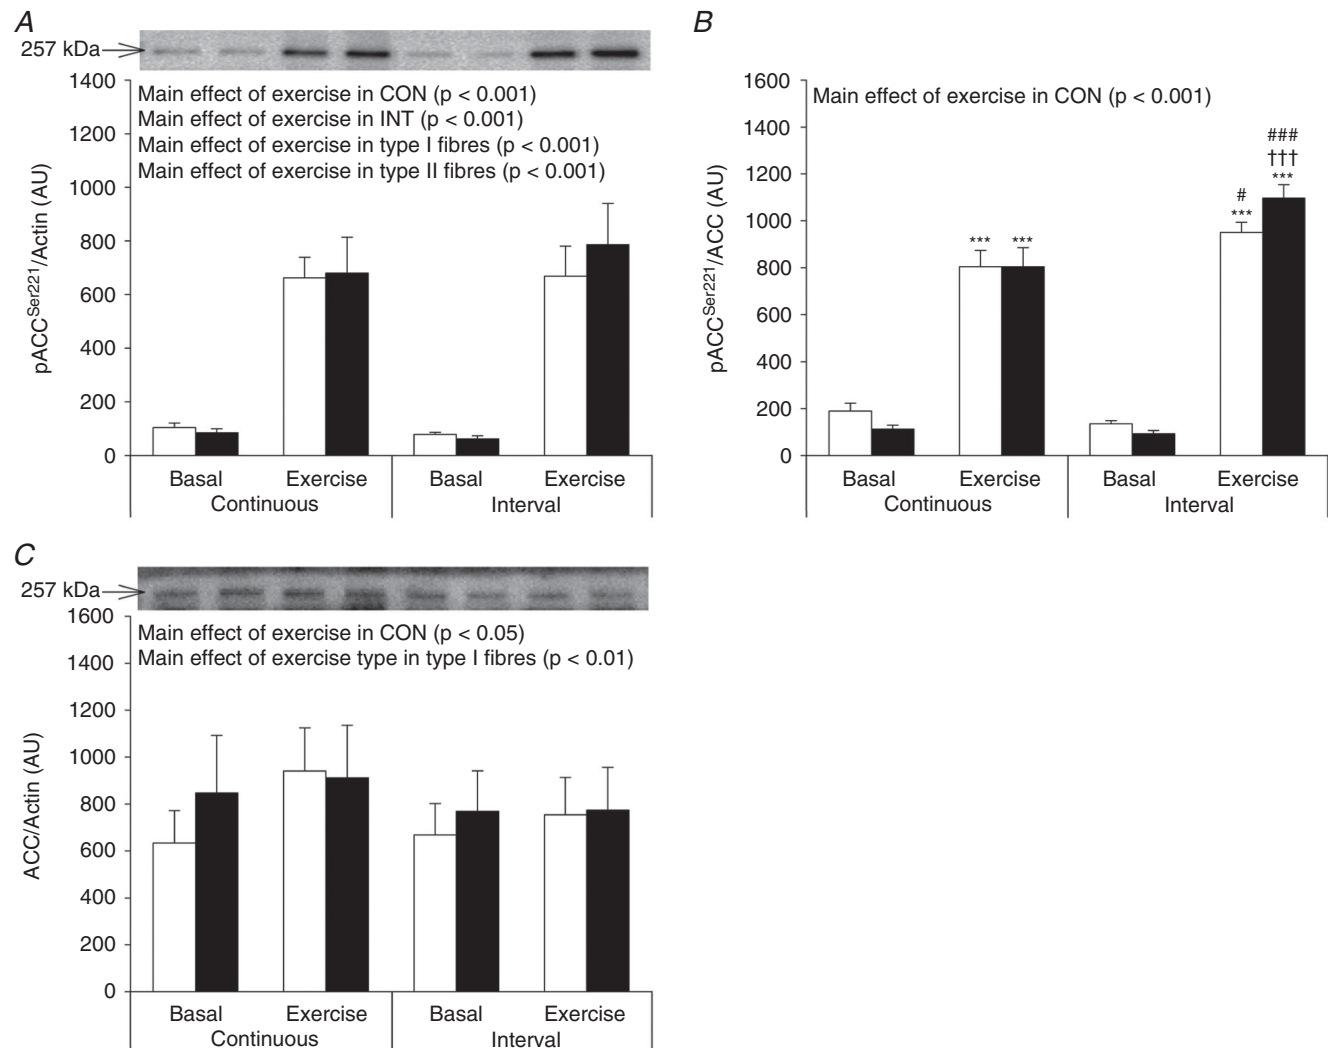 A
257 kDa
1400
1200
1000
800
600
400
200
0
pACC^Ser221/Actin (AU)
Main effect of exercise in CON (p < 0.001)
Main effect of exercise in INT (p < 0.001)
Main effect of exercise in type I fibres (p < 0.001)
Main effect of exercise in type II fibres (p < 0.001)
Basal Exercise Basal Exercise
Continuous Interval
B
1600
1400
1200
1000
800
600
400
200
0
pACC^Ser221/ACC (AU)
Main effect of exercise in CON (p < 0.001)
*** ***
#
***
###
†††
***
Basal Exercise Basal Exercise
Continuous Interval
C
257 kDa
1600
1400
1200
1000
800
600
400
200
0
ACC/Actin (AU)
Main effect of exercise in CON (p < 0.05)
Main effect of exercise type in type I fibres (p < 0.01)
Basal Exercise Basal Exercise
Continuous Interval